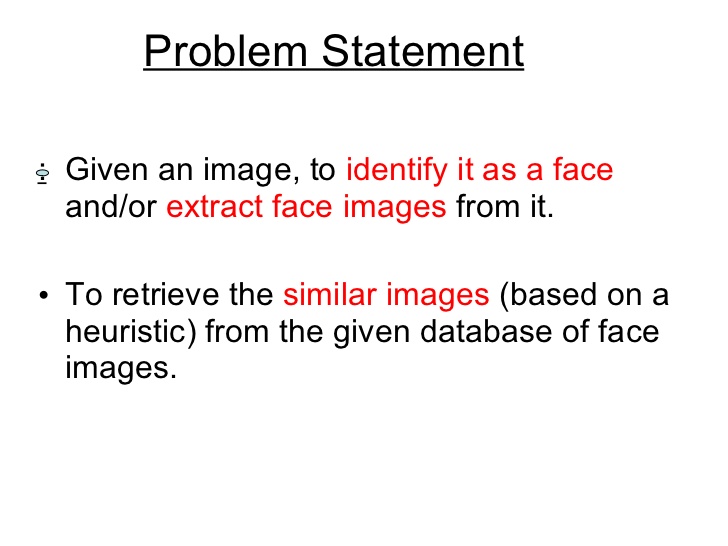 Problem Statement
Given an image, to identify it as a face
and/or extract face images from it.
• To retrieve the similar images (based on a
heuristic) from the given database of face
images.